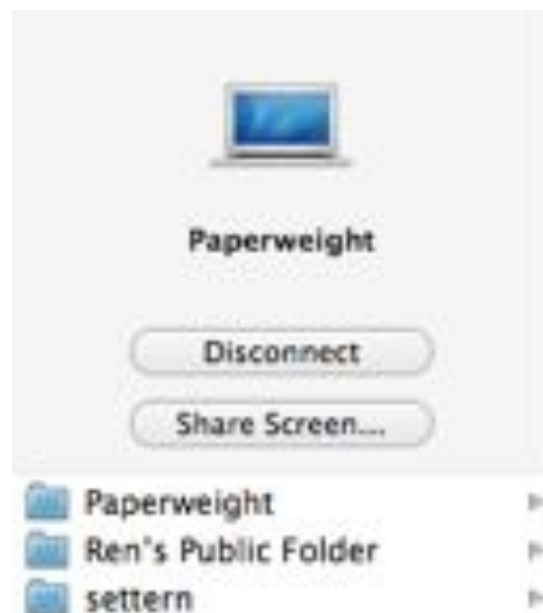 Paperweight
Disconnect
Share Screen...
Paperweight
Ren's Public Folder
settern